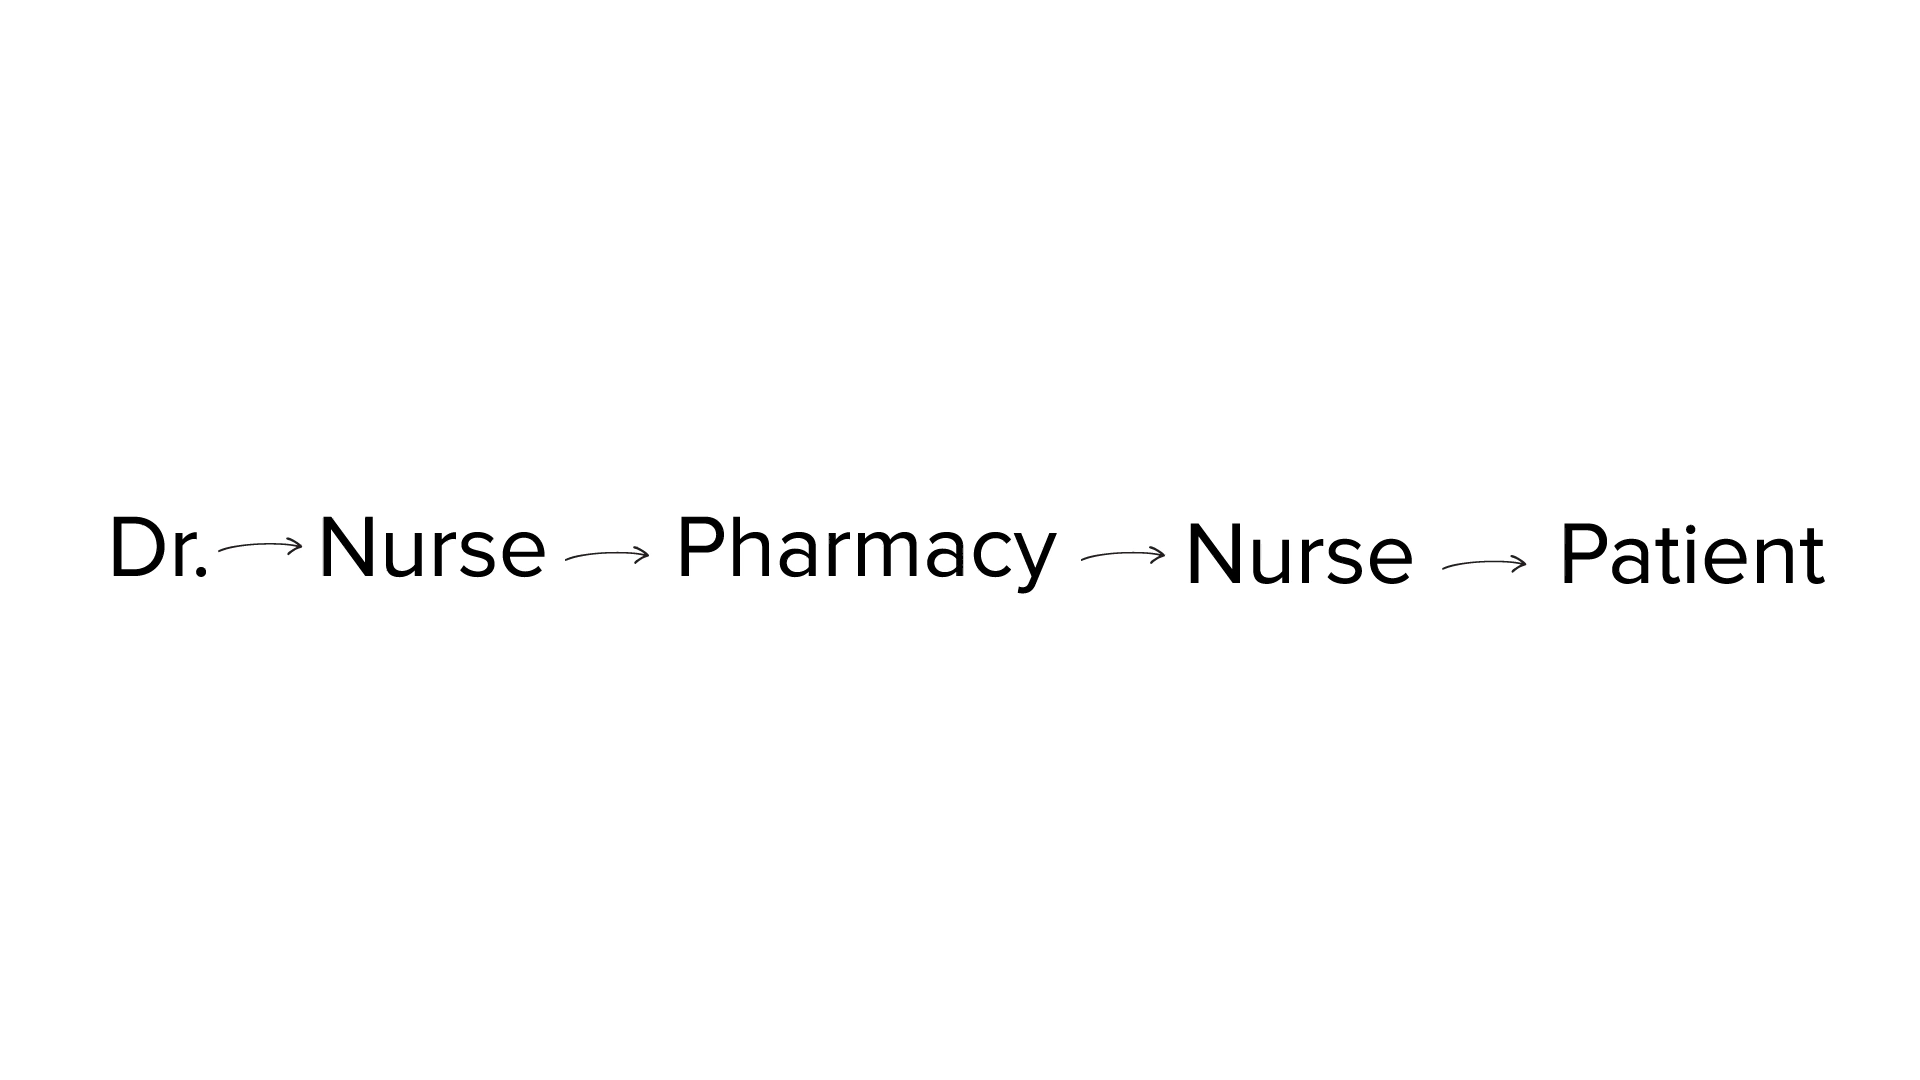 Dr. → Nurse → Pharmacy → Nurse → Patient